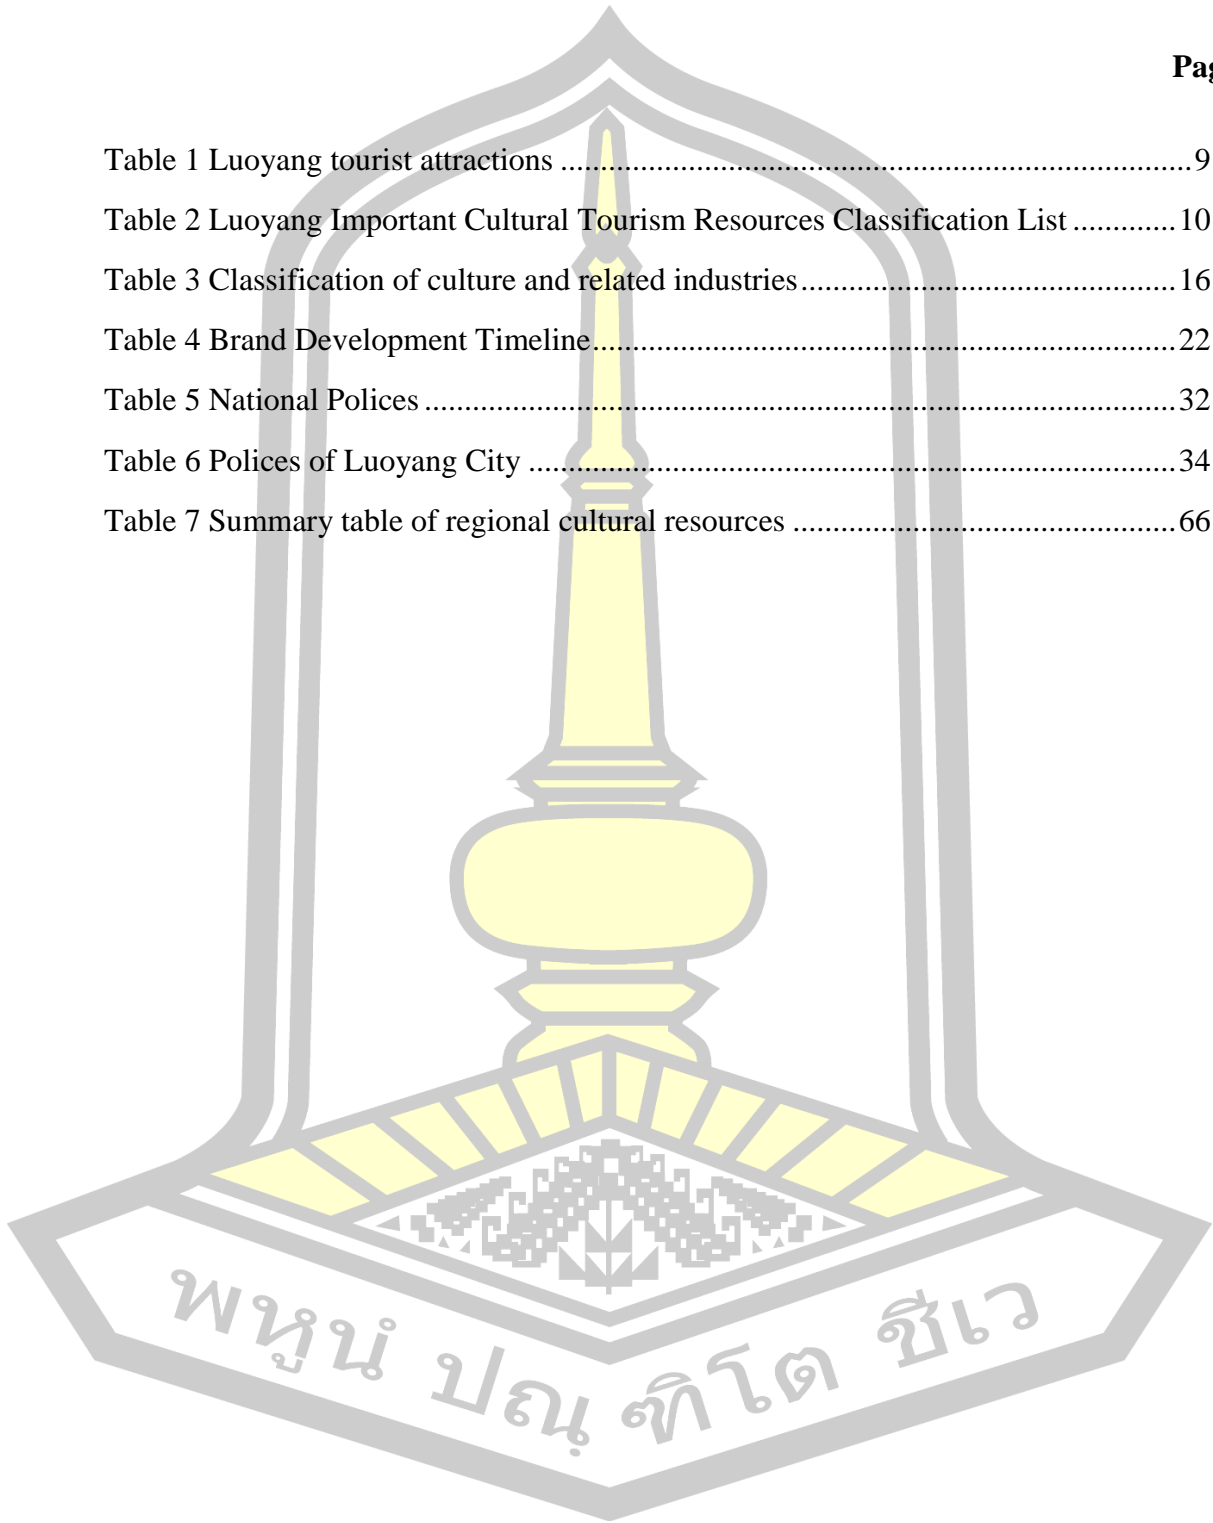 Pag
Table 1 Luoyang tourist attractions ........................................................................... 9
Table 2 Luoyang Important Cultural Tourism Resources Classification List ............. 10
Table 3 Classification of culture and related industries ............................................. 16
Table 4 Brand Development Timeline ...................................................................... 22
Table 5 National Polices ........................................................................................... 32
Table 6 Polices of Luoyang City ............................................................................... 34
Table 7 Summary table of regional cultural resources .............................................. 66
พหูนํ ปณฺฑิโต ชีเว